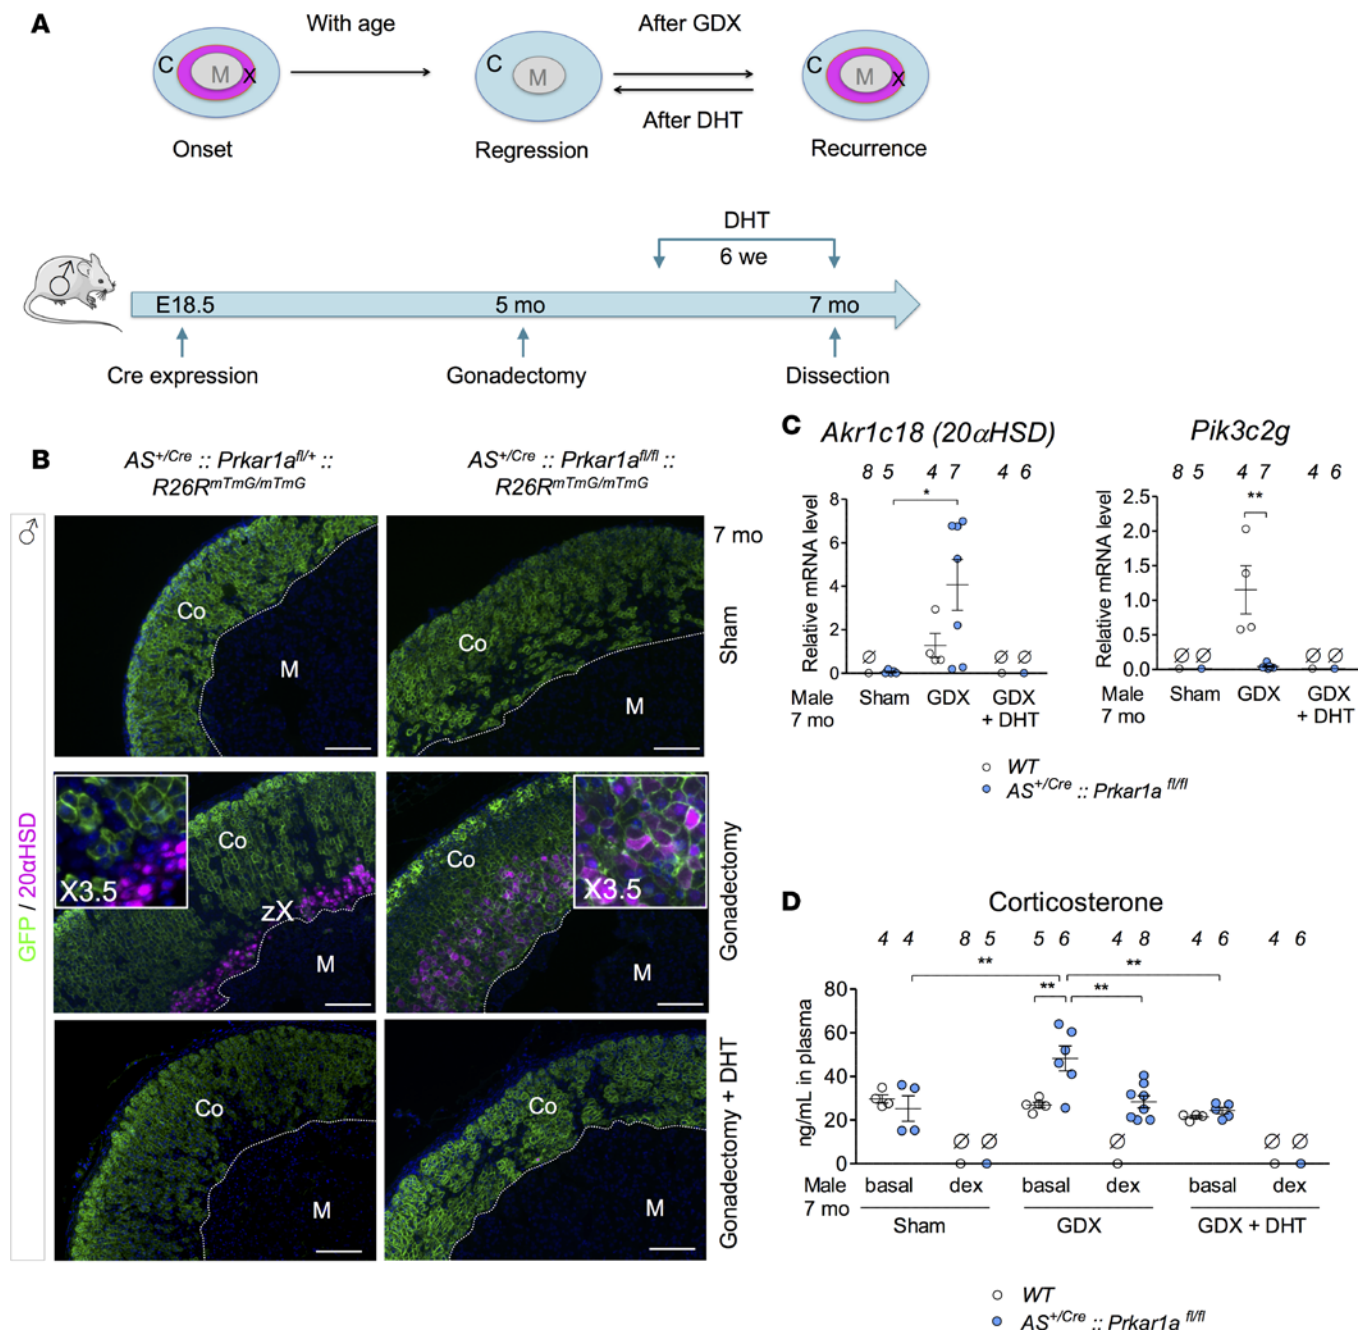 A
With age
After GDX
C M X
C M
C M X
After DHT
Onset
Regression
Recurrence
DHT
6 we
♂
E18.5
5 mo
7 mo
Cre expression
Gonadectomy
Dissection
B
AS+/Cre :: Prkar1afl/+ ::
R26RmTmG/mTmG
AS+/Cre :: Prkar1afl/fl ::
R26RmTmG/mTmG
♂
GFP / 20αHSD
7 mo
Co
M
Co
M
Sham
X3.5
Co
zX
M
Co
X3.5
M
Gonadectomy
Co
M
Co
M
Gonadectomy + DHT
C
Akr1c18 (20αHSD)
8 5 4 7 4 6
*
Relative mRNA level
8
6
4
2
0
∅ ∅ ∅
Male
7 mo
Sham
GDX
GDX
+ DHT
Pik3c2g
8 5 4 7 4 6
**
Relative mRNA level
2.5
2.0
1.5
1.0
0.5
0.0
∅ ∅ ∅ ∅
Male
7 mo
Sham
GDX
GDX
+ DHT
WT
AS+/Cre :: Prkar1a fl/fl
D
Corticosterone
4 4 8 5 5 6 4 8 4 6 4 6
** **
** **
ng/mL in plasma
80
60
40
20
0
∅ ∅ ∅ ∅ ∅
Male
7 mo
basal dex basal dex basal dex
Sham GDX GDX + DHT
WT
AS+/Cre :: Prkar1a fl/fl